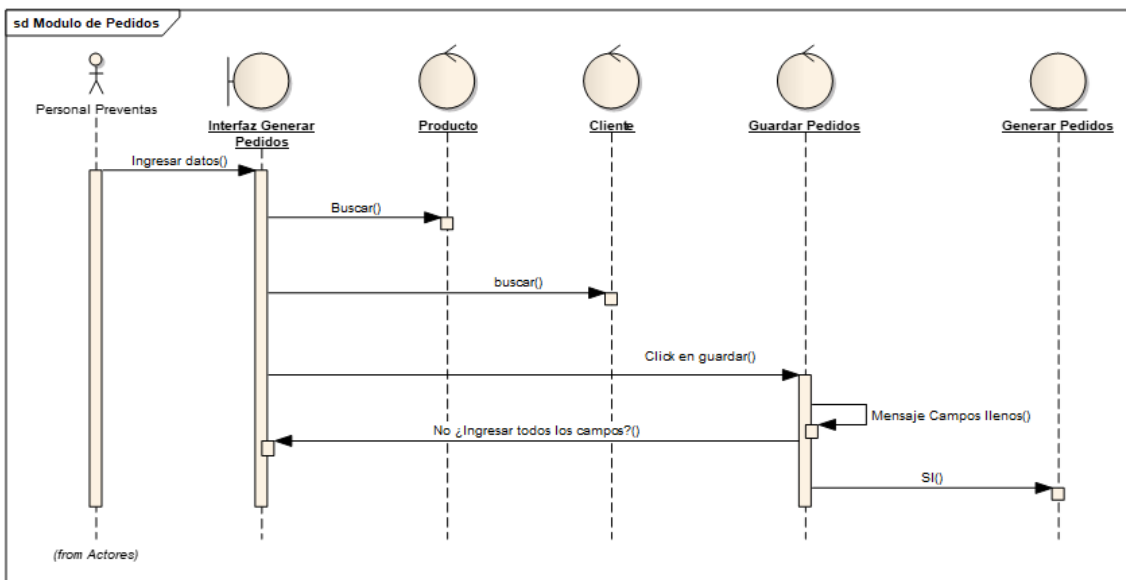 sd Modulo de Pedidos
Personal Preventas
Interfaz Generar
Pedidos
Producto
Cliente
Guardar Pedidos
Generar Pedidos
Ingresar datos()
Buscar()
buscar()
Click en guardar()
Mensaje Campos llenos()
No ¿Ingresar todos los campos?()
SI()
(from Actores)